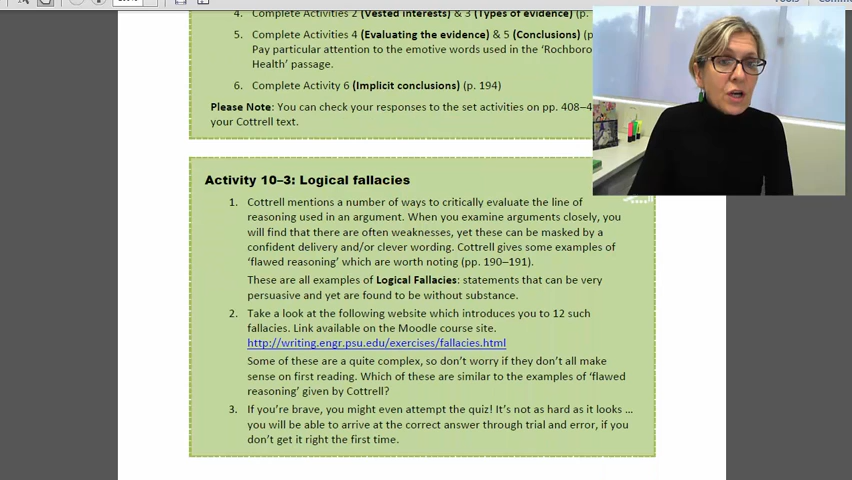 Tools
4. Complete Activities 2 (Vested interests) & 3 (Types of evidence) (p.
5. Complete Activities 4 (Evaluating the evidence) & 5 (Conclusions) (p
Pay particular attention to the emotive words used in the ‘Rochboro
Health’ passage.
6. Complete Activity 6 (Implicit conclusions) (p. 194)
Please Note: You can check your responses to the set activities on pp. 408–4
your Cottrell text.
Activity 10–3: Logical fallacies
1. Cottrell mentions a number of ways to critically evaluate the line of
reasoning used in an argument. When you examine arguments closely, you
will find that there are often weaknesses, yet these can be masked by a
confident delivery and/or clever wording. Cottrell gives some examples of
‘flawed reasoning’ which are worth noting (pp. 190–191).
These are all examples of Logical Fallacies: statements that can be very
persuasive and yet are found to be without substance.
2. Take a look at the following website which introduces you to 12 such
fallacies. Link available on the Moodle course site.
http://writing.engr.psu.edu/exercises/fallacies.html
Some of these are a quite complex, so don’t worry if they don’t all make
sense on first reading. Which of these are similar to the examples of ‘flawed
reasoning’ given by Cottrell?
3. If you’re brave, you might even attempt the quiz! It’s not as hard as it looks …
you will be able to arrive at the correct answer through trial and error, if you
don’t get it right the first time.